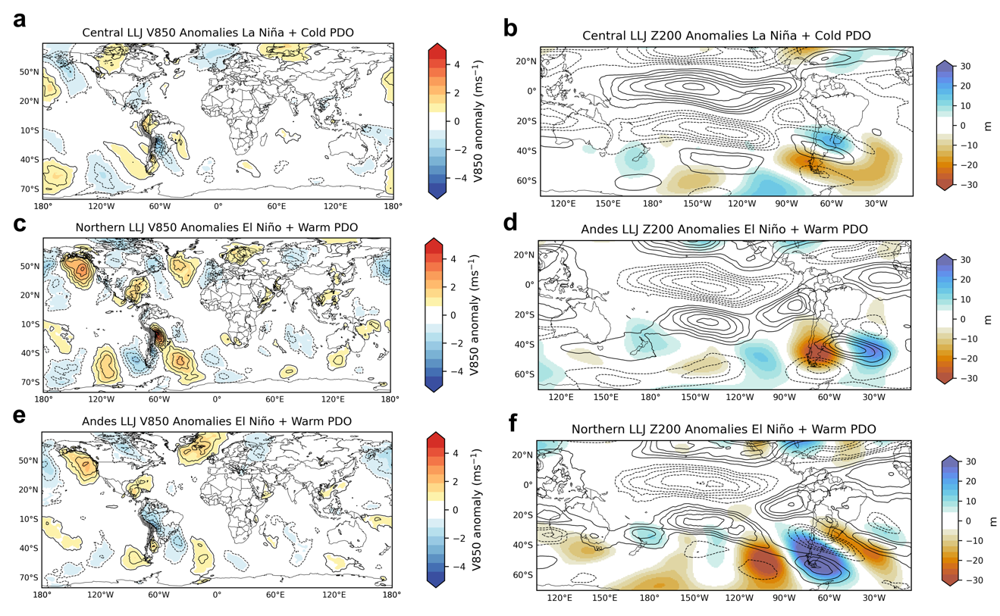 a
Central LLJ V850 Anomalies La Niña + Cold PDO
50°N
20°N
10°S
40°S
70°S
180° 120°W 60°W 0° 60°E 120°E 180°
4
2
0
−2
−4
V850 anomaly (ms⁻¹)
b
Central LLJ Z200 Anomalies La Niña + Cold PDO
20°N
0°
20°S
40°S
60°S
120°E 150°E 180° 150°W 120°W 90°W 60°W 30°W
30
20
10
0
−10
−20
−30
m
c
Northern LLJ V850 Anomalies El Niño + Warm PDO
50°N
20°N
10°S
40°S
70°S
180° 120°W 60°W 0° 60°E 120°E 180°
4
2
0
−2
−4
V850 anomaly (ms⁻¹)
d
Andes LLJ Z200 Anomalies El Niño + Warm PDO
20°N
0°
20°S
40°S
60°S
120°E 150°E 180° 150°W 120°W 90°W 60°W 30°W
30
20
10
0
−10
−20
−30
m
e
Andes LLJ V850 Anomalies El Niño + Warm PDO
50°N
20°N
10°S
40°S
70°S
180° 120°W 60°W 0° 60°E 120°E 180°
4
2
0
−2
−4
V850 anomaly (ms⁻¹)
f
Northern LLJ Z200 Anomalies El Niño + Warm PDO
20°N
0°
20°S
40°S
60°S
120°E 150°E 180° 150°W 120°W 90°W 60°W 30°W
30
20
10
0
−10
−20
−30
m